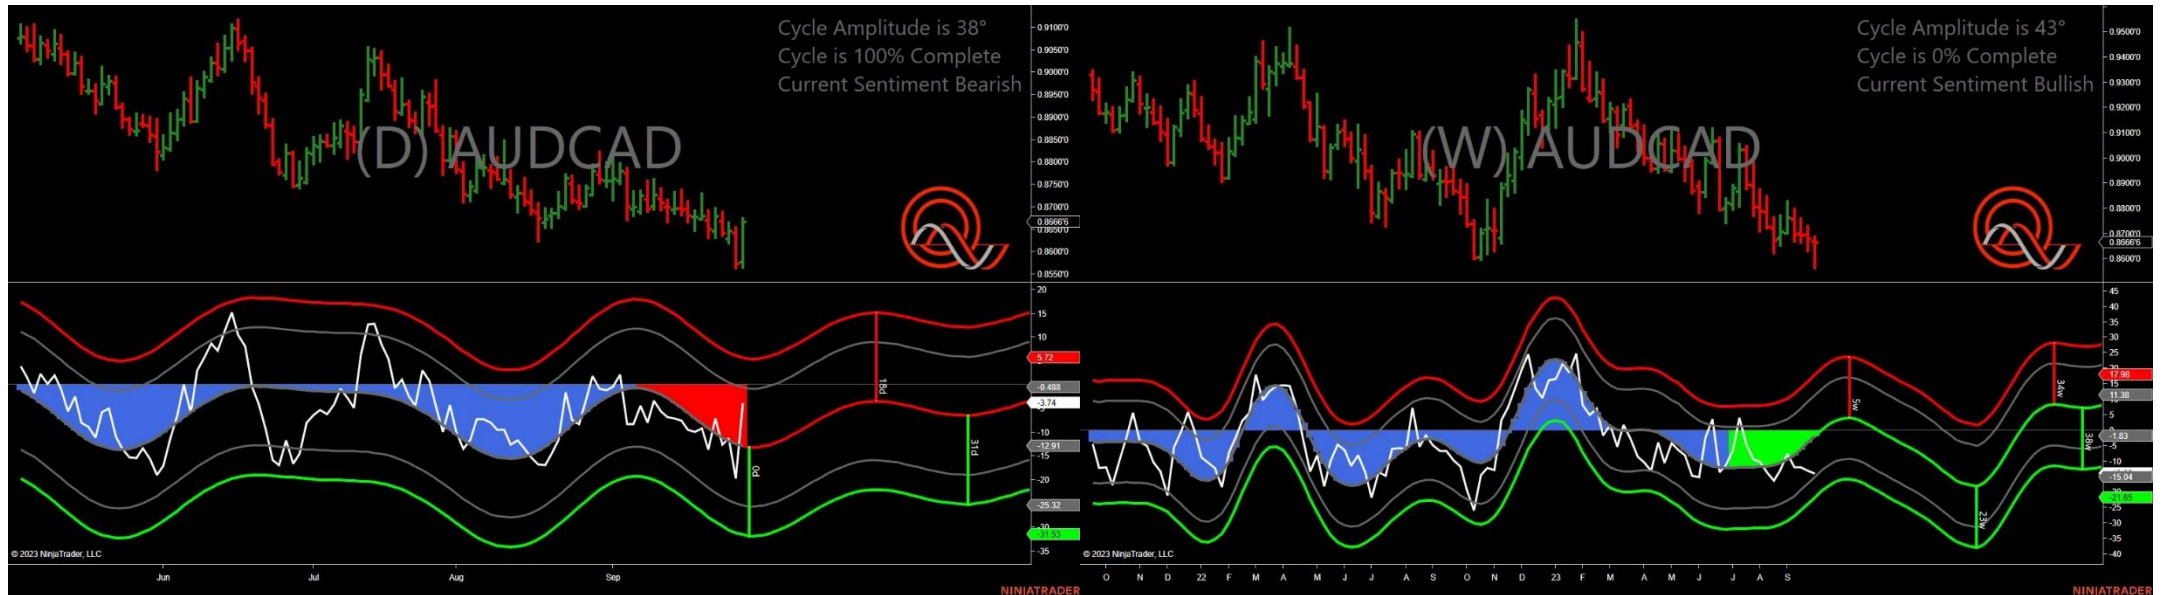 Cycle Amplitude is 38°
Cycle is 100% Complete
Current Sentiment Bearish
(D) AUDCAD
0.9100'0
0.9050'0
0.9000'0
0.8950'0
0.8900'0
0.8850'0
0.8800'0
0.8750'0
0.8700'0
0.8666'6
0.8650'0
0.8600'0
0.8550'0
20
15
10
5.72
-0.488
-3.74
-10
-12.91
-15
-20
-25.32
-30
-31.53
-35
0d
18d
31d
© 2023 NinjaTrader, LLC
Jun Jul Aug Sep
NINJATRADER
Cycle Amplitude is 43°
Cycle is 0% Complete
Current Sentiment Bullish
(W) AUDCAD
0.9500'0
0.9400'0
0.9300'0
0.9200'0
0.9100'0
0.9000'0
0.8900'0
0.8800'0
0.8700'0
0.8666'6
0.8600'0
45
40
35
30
25
17.98
15
11.38
5
0
-1.83
-5
-10
-15.04
-21.65
-25
-30
-35
-40
5w
23w
34w
38w
© 2023 NinjaTrader, LLC
O N D 22 F M A M J J A S O N D 23 F M A M J J A S
NINJATRADER